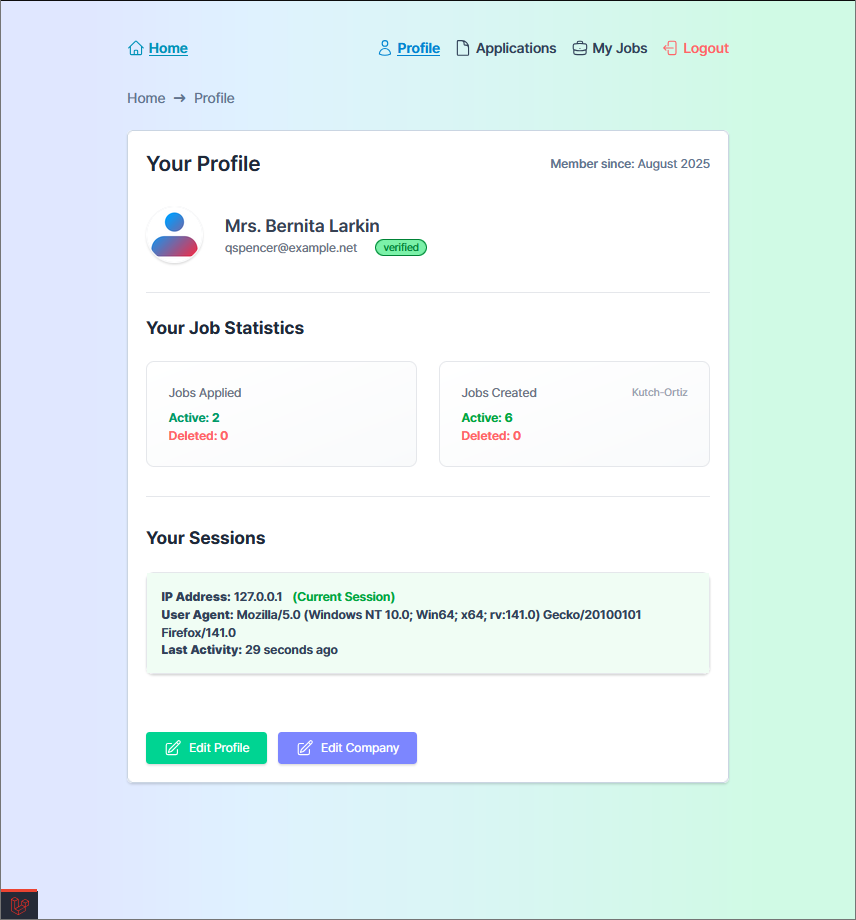 Home Profile Applications My Jobs Logout
Home → Profile
Your Profile Member since: August 2025
Mrs. Bernita Larkin
qspencer@example.net verified
Your Job Statistics
Jobs Applied
Active: 2
Deleted: 0
Jobs Created Kutch-Ortiz
Active: 6
Deleted: 0
Your Sessions
IP Address: 127.0.0.1 (Current Session)
User Agent: Mozilla/5.0 (Windows NT 10.0; Win64; x64; rv:141.0) Gecko/20100101
Firefox/141.0
Last Activity: 29 seconds ago
Edit Profile Edit Company